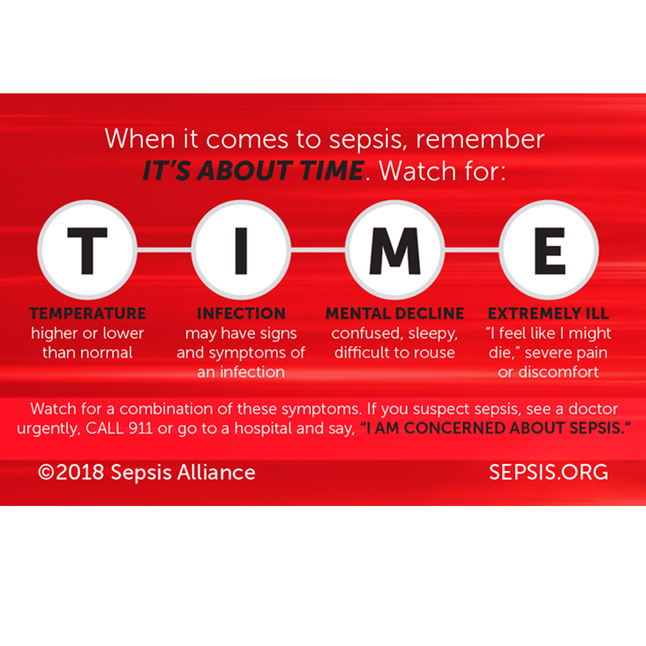 When it comes to sepsis, remember
IT'S ABOUT TIME. Watch for:
T I M E
TEMPERATURE
higher or lower
than normal
INFECTION
may have signs
and symptoms of
an infection
MENTAL DECLINE
confused, sleepy,
difficult to rouse
EXTREMELY ILL
"I feel like I might
die," severe pain
or discomfort
Watch for a combination of these symptoms. If you suspect sepsis, see a doctor
urgently, CALL 911 or go to a hospital and say, "I AM CONCERNED ABOUT SEPSIS."
©2018 Sepsis Alliance
SEPSIS.ORG